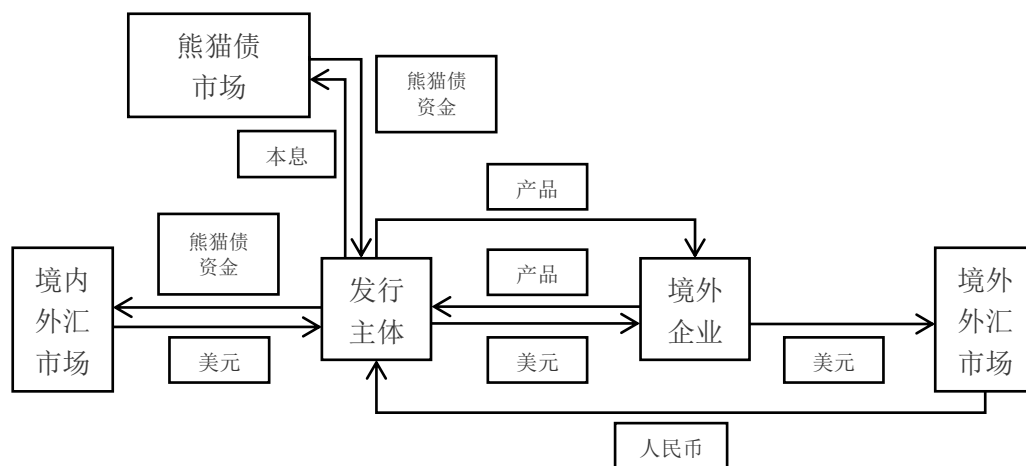 熊猫债
市场
熊猫债
资金
本息
产品
熊猫债
资金
境内
外汇
市场
发行
主体
产品
境外
企业
境外
外汇
市场
美元
美元
美元
人民币